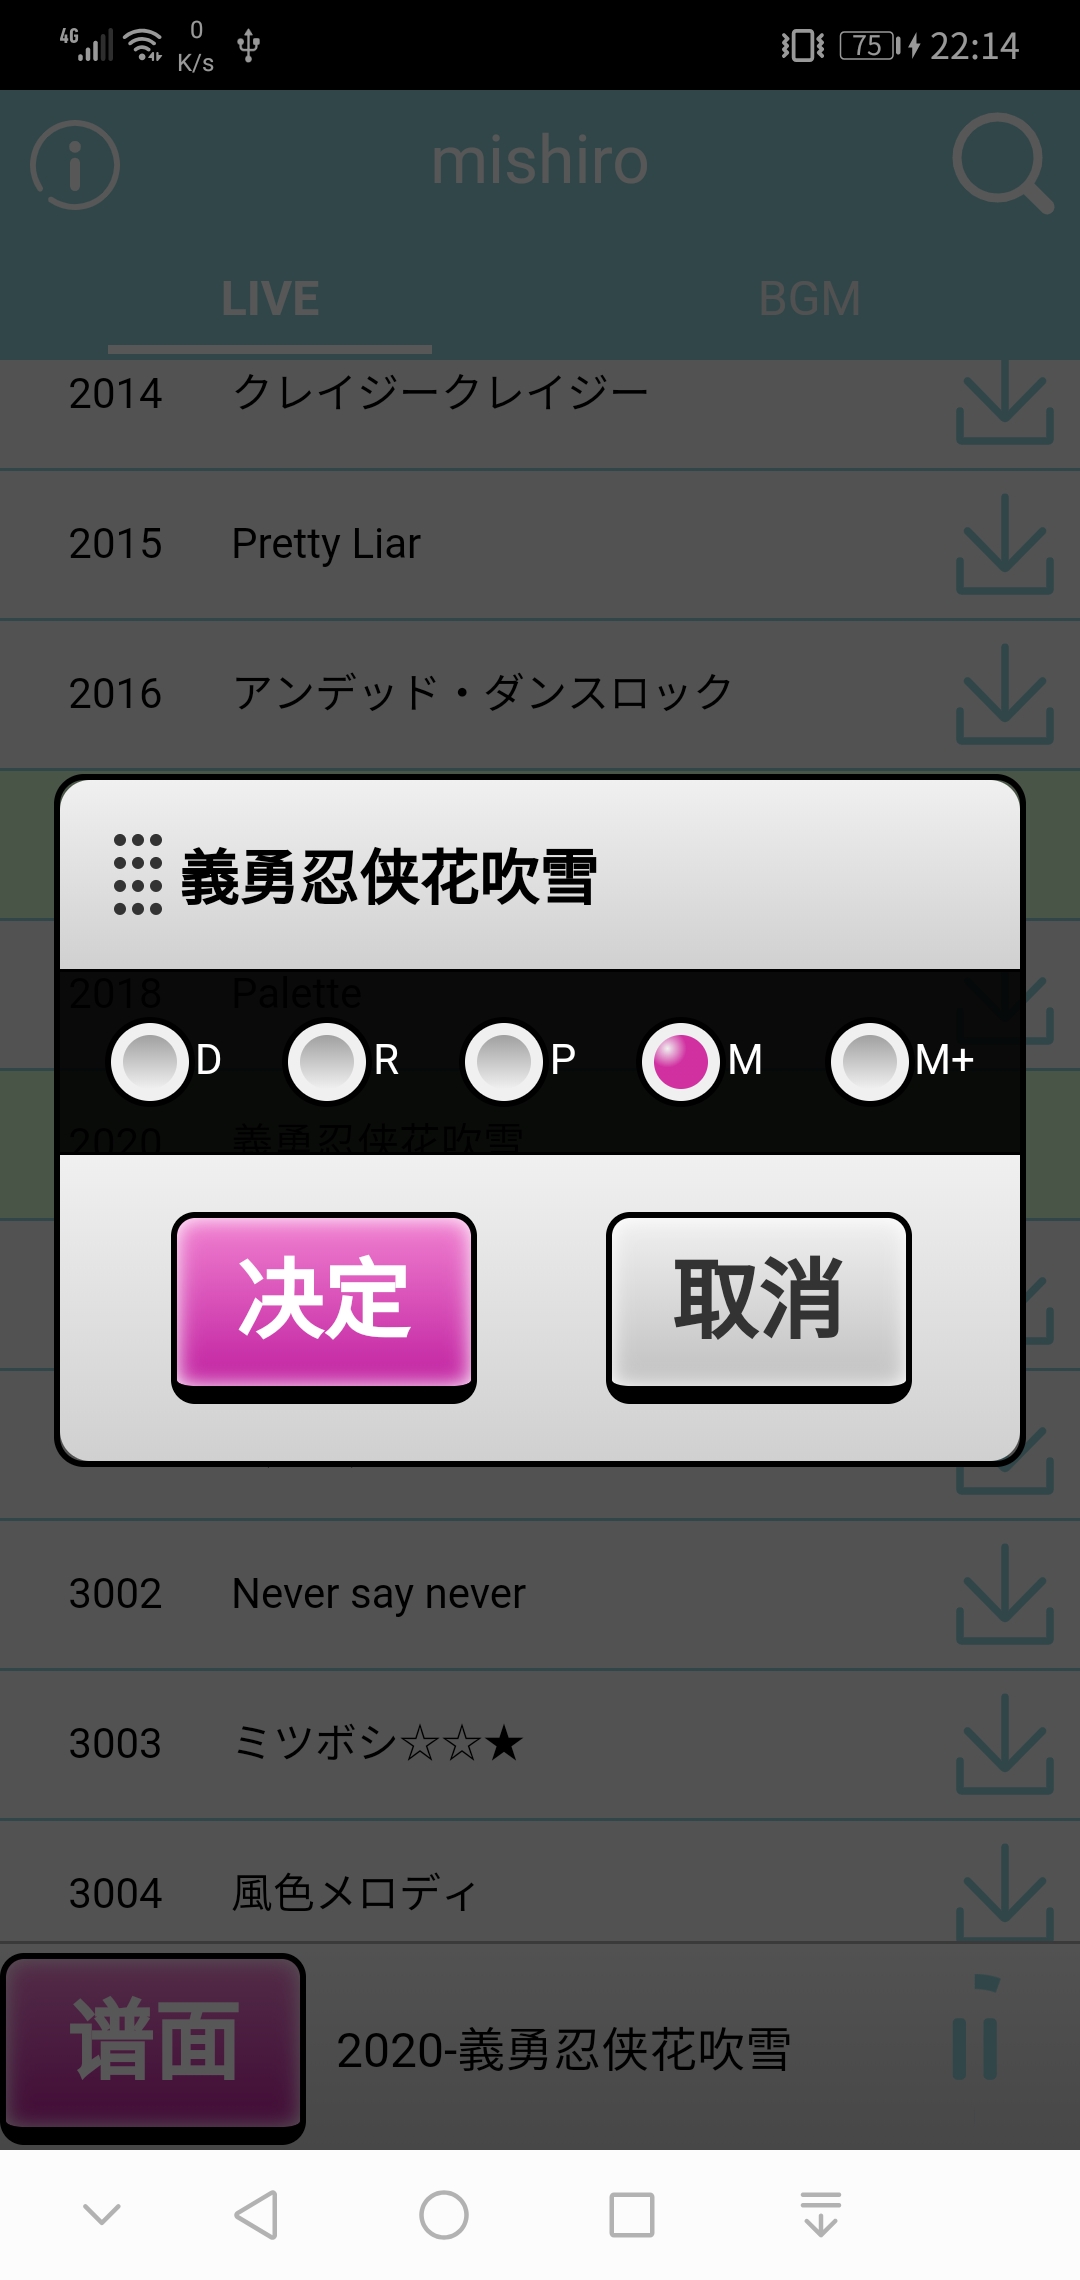 4G 0 K/s 75 22:14
mishiro
LIVE BGM
2014 クレイジークレイジー
2015 Pretty Liar
2016 アンデッド・ダンスロック
義勇忍侠花吹雪
2018 Palette
D R P M M+
2020 義勇忍侠花吹雪
决定 取消
3002 Never say never
3003 ミツボシ☆☆★
3004 風色メロディ
谱面 2020-義勇忍侠花吹雪